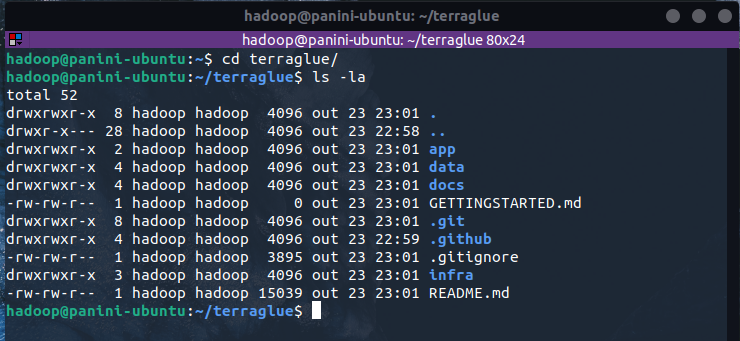 hadoop@panini-ubuntu: ~/terraglue
hadoop@panini-ubuntu: ~/terraglue 80x24
hadoop@panini-ubuntu:~$ cd terraglue/
hadoop@panini-ubuntu:~/terraglue$ ls -la
total 52
drwxrwxr-x  8 hadoop hadoop  4096 out 23 23:01 .
drwxr-x--- 28 hadoop hadoop  4096 out 23 22:58 ..
drwxrwxr-x  2 hadoop hadoop  4096 out 23 23:01 app
drwxrwxr-x  4 hadoop hadoop  4096 out 23 23:01 data
drwxrwxr-x  4 hadoop hadoop  4096 out 23 23:01 docs
-rw-rw-r--  1 hadoop hadoop     0 out 23 23:01 GETTINGSTARTED.md
drwxrwxr-x  8 hadoop hadoop  4096 out 23 23:01 .git
drwxrwxr-x  4 hadoop hadoop  4096 out 23 22:59 .github
-rw-rw-r--  1 hadoop hadoop  3895 out 23 23:01 .gitignore
drwxrwxr-x  3 hadoop hadoop  4096 out 23 23:01 infra
-rw-rw-r--  1 hadoop hadoop 15039 out 23 23:01 README.md
hadoop@panini-ubuntu:~/terraglue$